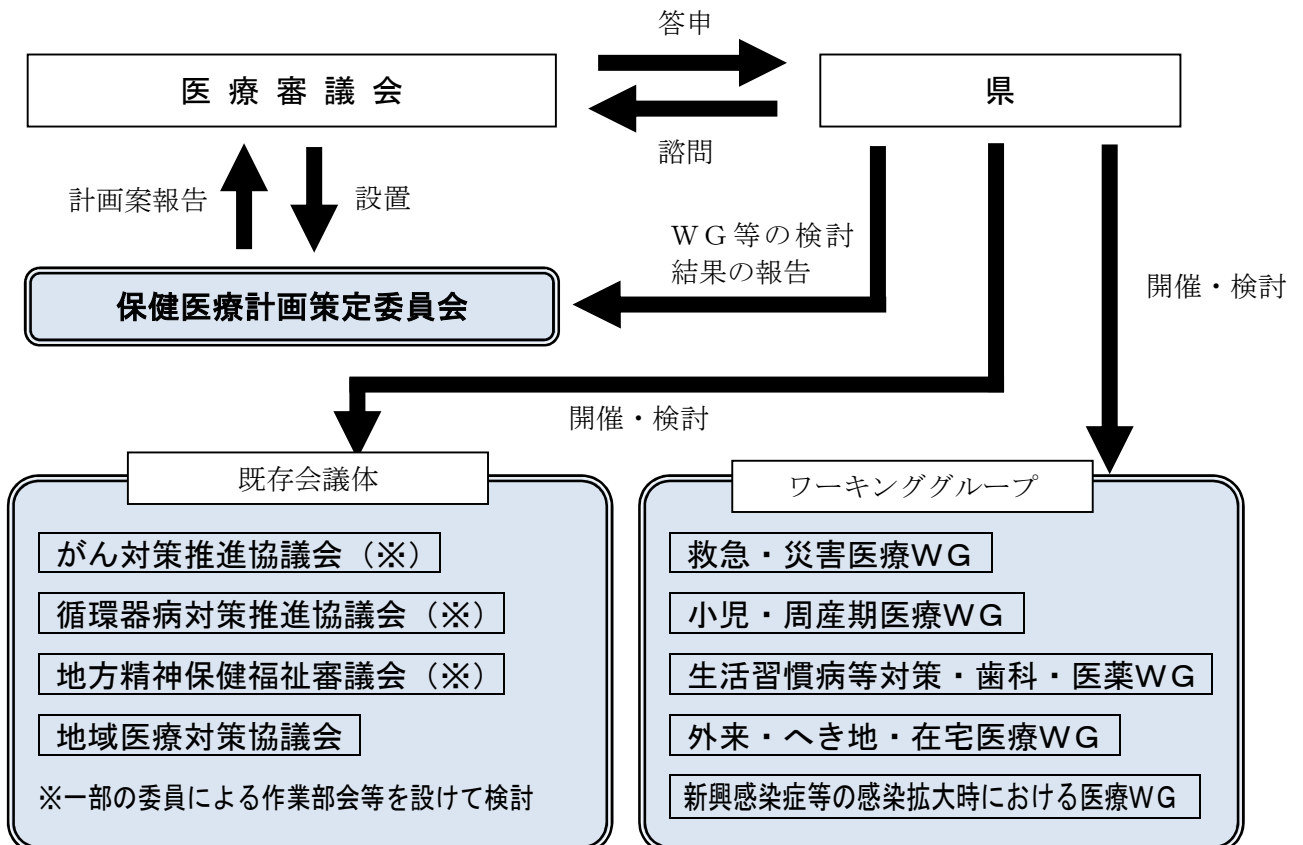 答申
医療審議会
県
諮問
計画案報告
設置
ＷＧ等の検討
結果の報告
開催・検討
保健医療計画策定委員会
開催・検討
既存会議体
がん対策推進協議会（※）
循環器病対策推進協議会（※）
地方精神保健福祉審議会（※）
地域医療対策協議会
※一部の委員による作業部会等を設けて検討
ワーキンググループ
救急・災害医療ＷＧ
小児・周産期医療ＷＧ
生活習慣病等対策・歯科・医薬ＷＧ
外来・へき地・在宅医療ＷＧ
新興感染症等の感染拡大時における医療ＷＧ